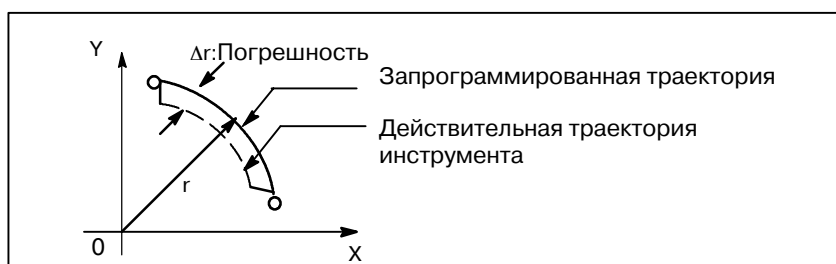 Y
Δr:Погрешность
Запрограммированная траектория
Действительная траектория
инструмента
r
0
X